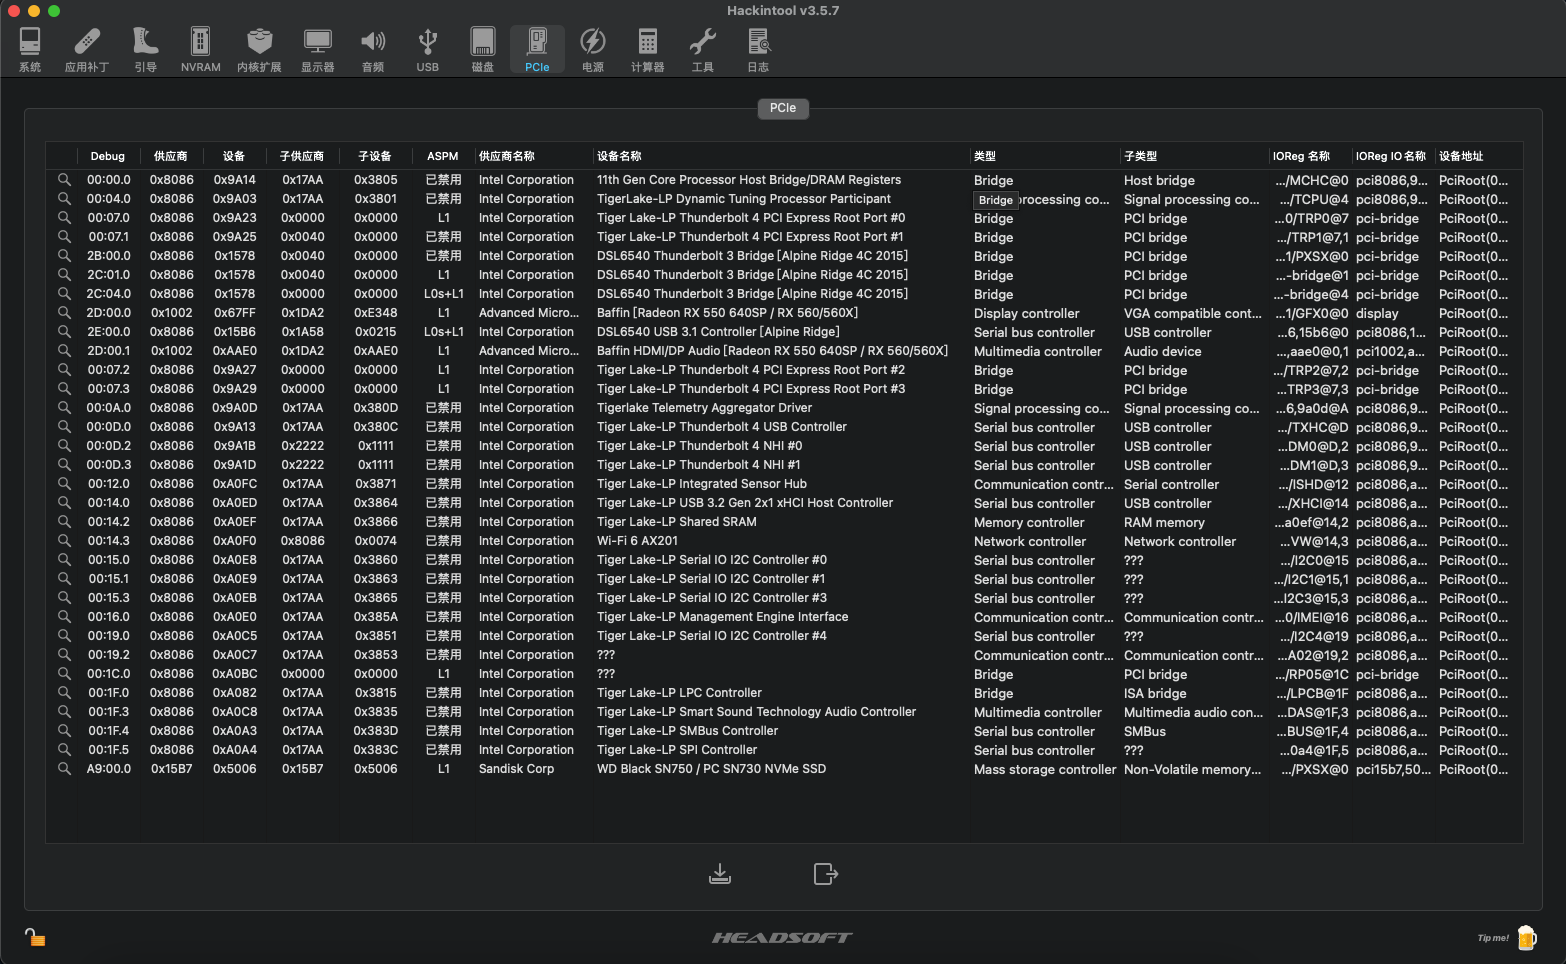 Hackintool v3.5.7
系统 应用补丁 引导 NVRAM 内核扩展 显示器 音频 USB 磁盘 PCIe 电源 计算器 工具 日志
PCIe
Debug 供应商 设备 子供应商 子设备 ASPM 供应商名称 设备名称 类型 子类型 IOReg 名称 IOReg IO 名称 设备地址
00:00.0 0x8086 0x9A14 0x17AA 0x3805 已禁用 Intel Corporation 11th Gen Core Processor Host Bridge/DRAM Registers Bridge Host bridge .../MCHC@0 pci8086,9... PciRoot(0...
00:04.0 0x8086 0x9A03 0x17AA 0x3801 已禁用 Intel Corporation TigerLake-LP Dynamic Tuning Processor Participant Bridge processing co... Signal processing co... .../TCPU@4 pci8086,9... PciRoot(0...
00:07.0 0x8086 0x9A23 0x0000 0x0000 L1 Intel Corporation Tiger Lake-LP Thunderbolt 4 PCI Express Root Port #0 Bridge PCI bridge ...0/TRP0@7 pci-bridge PciRoot(0...
00:07.1 0x8086 0x9A25 0x0040 0x0000 已禁用 Intel Corporation Tiger Lake-LP Thunderbolt 4 PCI Express Root Port #1 Bridge PCI bridge .../TRP1@7,1 pci-bridge PciRoot(0...
2B:00.0 0x8086 0x1578 0x0040 0x0000 已禁用 Intel Corporation DSL6540 Thunderbolt 3 Bridge [Alpine Ridge 4C 2015] Bridge PCI bridge ...1/PXSX@0 pci-bridge PciRoot(0...
2C:01.0 0x8086 0x1578 0x0040 0x0000 L1 Intel Corporation DSL6540 Thunderbolt 3 Bridge [Alpine Ridge 4C 2015] Bridge PCI bridge ...-bridge@1 pci-bridge PciRoot(0...
2C:04.0 0x8086 0x1578 0x0000 0x0000 L0s+L1 Intel Corporation DSL6540 Thunderbolt 3 Bridge [Alpine Ridge 4C 2015] Bridge PCI bridge ...-bridge@4 pci-bridge PciRoot(0...
2D:00.0 0x1002 0x67FF 0x1DA2 0xE348 L1 Advanced Micro... Baffin [Radeon RX 550 640SP / RX 560/560X] Display controller VGA compatible cont... ...1/GFX0@0 display PciRoot(0...
2E:00.0 0x8086 0x15B6 0x1A58 0x0215 L0s+L1 Intel Corporation DSL6540 USB 3.1 Controller [Alpine Ridge] Serial bus controller USB controller ...6,15b6@0 pci8086,1... PciRoot(0...
2D:00.1 0x1002 0xAAE0 0x1DA2 0xAAE0 L1 Advanced Micro... Baffin HDMI/DP Audio [Radeon RX 550 640SP / RX 560/560X] Multimedia controller Audio device ...,aae0@0,1 pci1002,a... PciRoot(0...
00:07.2 0x8086 0x9A27 0x0000 0x0000 L1 Intel Corporation Tiger Lake-LP Thunderbolt 4 PCI Express Root Port #2 Bridge PCI bridge .../TRP2@7,2 pci-bridge PciRoot(0...
00:07.3 0x8086 0x9A29 0x0000 0x0000 L1 Intel Corporation Tiger Lake-LP Thunderbolt 4 PCI Express Root Port #3 Bridge PCI bridge ...TRP3@7,3 pci-bridge PciRoot(0...
00:0A.0 0x8086 0x9A0D 0x17AA 0x380D 已禁用 Intel Corporation Tigerlake Telemetry Aggregator Driver Signal processing co... Signal processing co... ...6,9a0d@A pci8086,9... PciRoot(0...
00:0D.0 0x8086 0x9A13 0x17AA 0x380C 已禁用 Intel Corporation Tiger Lake-LP Thunderbolt 4 USB Controller Serial bus controller USB controller .../TXHC@D pci8086,9... PciRoot(0...
00:0D.2 0x8086 0x9A1B 0x2222 0x1111 已禁用 Intel Corporation Tiger Lake-LP Thunderbolt 4 NHI #0 Serial bus controller USB controller ...DM0@D,2 pci8086,9... PciRoot(0...
00:0D.3 0x8086 0x9A1D 0x2222 0x1111 已禁用 Intel Corporation Tiger Lake-LP Thunderbolt 4 NHI #1 Serial bus controller USB controller ...DM1@D,3 pci8086,9... PciRoot(0...
00:12.0 0x8086 0xA0FC 0x17AA 0x3871 已禁用 Intel Corporation Tiger Lake-LP Integrated Sensor Hub Communication contr... Serial controller .../ISHD@12 pci8086,a... PciRoot(0...
00:14.0 0x8086 0xA0ED 0x17AA 0x3864 已禁用 Intel Corporation Tiger Lake-LP USB 3.2 Gen 2x1 xHCI Host Controller Serial bus controller USB controller .../XHCI@14 pci8086,a... PciRoot(0...
00:14.2 0x8086 0xA0EF 0x17AA 0x3866 已禁用 Intel Corporation Tiger Lake-LP Shared SRAM Memory controller RAM memory ...a0ef@14,2 pci8086,a... PciRoot(0...
00:14.3 0x8086 0xA0F0 0x8086 0x0074 已禁用 Intel Corporation Wi-Fi 6 AX201 Network controller Network controller ...VW@14,3 pci8086,a... PciRoot(0...
00:15.0 0x8086 0xA0E8 0x17AA 0x3860 已禁用 Intel Corporation Tiger Lake-LP Serial IO I2C Controller #0 Serial bus controller ??? .../I2C0@15 pci8086,a... PciRoot(0...
00:15.1 0x8086 0xA0E9 0x17AA 0x3863 已禁用 Intel Corporation Tiger Lake-LP Serial IO I2C Controller #1 Serial bus controller ??? .../I2C1@15,1 pci8086,a... PciRoot(0...
00:15.3 0x8086 0xA0EB 0x17AA 0x3865 已禁用 Intel Corporation Tiger Lake-LP Serial IO I2C Controller #3 Serial bus controller ??? ...I2C3@15,3 pci8086,a... PciRoot(0...
00:16.0 0x8086 0xA0E0 0x17AA 0x385A 已禁用 Intel Corporation Tiger Lake-LP Management Engine Interface Communication contr... Communication contr... ...0/IMEI@16 pci8086,a... PciRoot(0...
00:19.0 0x8086 0xA0C5 0x17AA 0x3851 已禁用 Intel Corporation Tiger Lake-LP Serial IO I2C Controller #4 Serial bus controller ??? .../I2C4@19 pci8086,a... PciRoot(0...
00:19.2 0x8086 0xA0C7 0x17AA 0x3853 已禁用 Intel Corporation ??? Communication contr... Communication contr... ...A02@19,2 pci8086,a... PciRoot(0...
00:1C.0 0x8086 0xA0BC 0x0000 0x0000 L1 Intel Corporation ??? Bridge PCI bridge .../RP05@1C pci-bridge PciRoot(0...
00:1F.0 0x8086 0xA082 0x17AA 0x3815 已禁用 Intel Corporation Tiger Lake-LP LPC Controller Bridge ISA bridge .../LPCB@1F pci8086,a... PciRoot(0...
00:1F.3 0x8086 0xA0C8 0x17AA 0x3835 已禁用 Intel Corporation Tiger Lake-LP Smart Sound Technology Audio Controller Multimedia controller Multimedia audio con... ...DAS@1F,3 pci8086,a... PciRoot(0...
00:1F.4 0x8086 0xA0A3 0x17AA 0x383D 已禁用 Intel Corporation Tiger Lake-LP SMBus Controller Serial bus controller SMBus ...BUS@1F,4 pci8086,a... PciRoot(0...
00:1F.5 0x8086 0xA0A4 0x17AA 0x383C 已禁用 Intel Corporation Tiger Lake-LP SPI Controller Serial bus controller ??? ...0a4@1F,5 pci8086,a... PciRoot(0...
A9:00.0 0x15B7 0x5006 0x15B7 0x5006 L1 Sandisk Corp WD Black SN750 / PC SN730 NVMe SSD Mass storage controller Non-Volatile memory... .../PXSX@0 pci15b7,50... PciRoot(0...
HEADSOFT
Tip me!